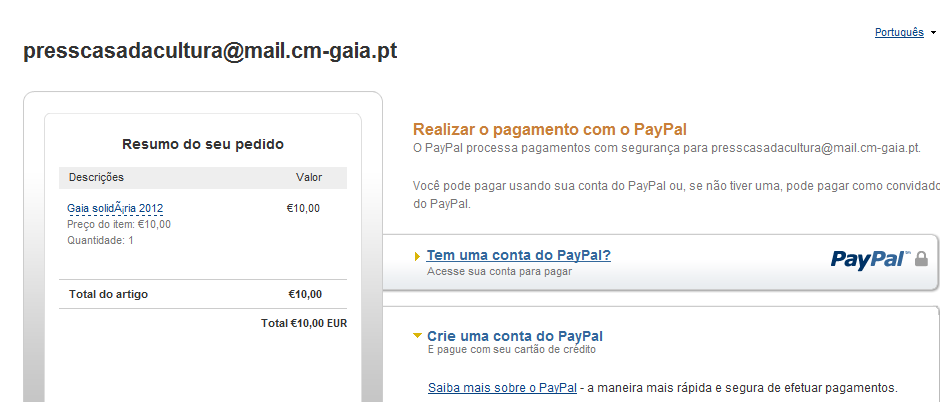 Português
presscasadacultura@mail.cm-gaia.pt
Resumo do seu pedido
Descrições Valor
Gaia solidÃ¡ria 2012 €10,00
Preço do item: €10,00
Quantidade: 1
Total do artigo €10,00
Total €10,00 EUR
Realizar o pagamento com o PayPal
O PayPal processa pagamentos com segurança para presscasadacultura@mail.cm-gaia.pt.
Você pode pagar usando sua conta do PayPal ou, se não tiver uma, pode pagar como convidado
do PayPal.
Tem uma conta do PayPal?
Acesse sua conta para pagar
PayPal™
Crie uma conta do PayPal
E pague com seu cartão de crédito
Saiba mais sobre o PayPal - a maneira mais rápida e segura de efetuar pagamentos.